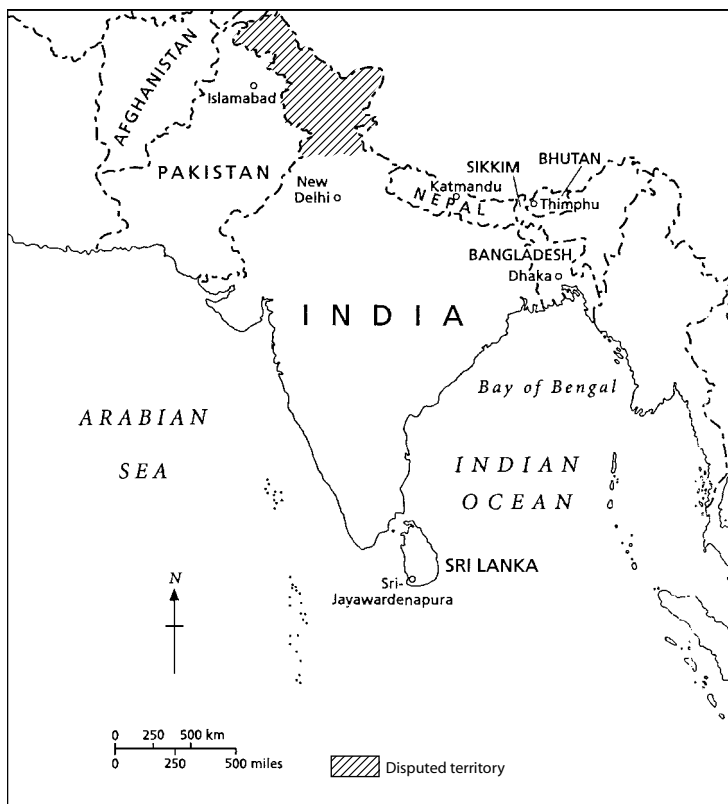 AFGHANISTAN
Islamabad
PAKISTAN
New
Delhi
SIKKIM
BHUTAN
Katmandu
NEPAL
Thimphu
BANGLADESH
Dhaka
INDIA
Bay of Bengal
ARABIAN
SEA
INDIAN
OCEAN
SRI LANKA
Sri-
Jayawardenapura
N
0 250 500 km
0 250 500 miles
Disputed territory